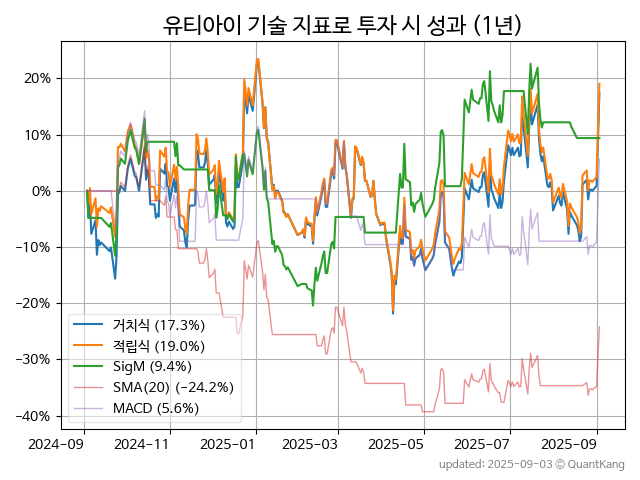 유티아이 기술 지표로 투자 시 성과 (1년)
20%
10%
0%
−10%
−20%
−30%
−40%
거치식 (17.3%)
적립식 (19.0%)
SigM (9.4%)
SMA(20) (−24.2%)
MACD (5.6%)
2024-09
2024-11
2025-01
2025-03
2025-05
2025-07
2025-09
updated: 2025-09-03 ⓒ QuantKang